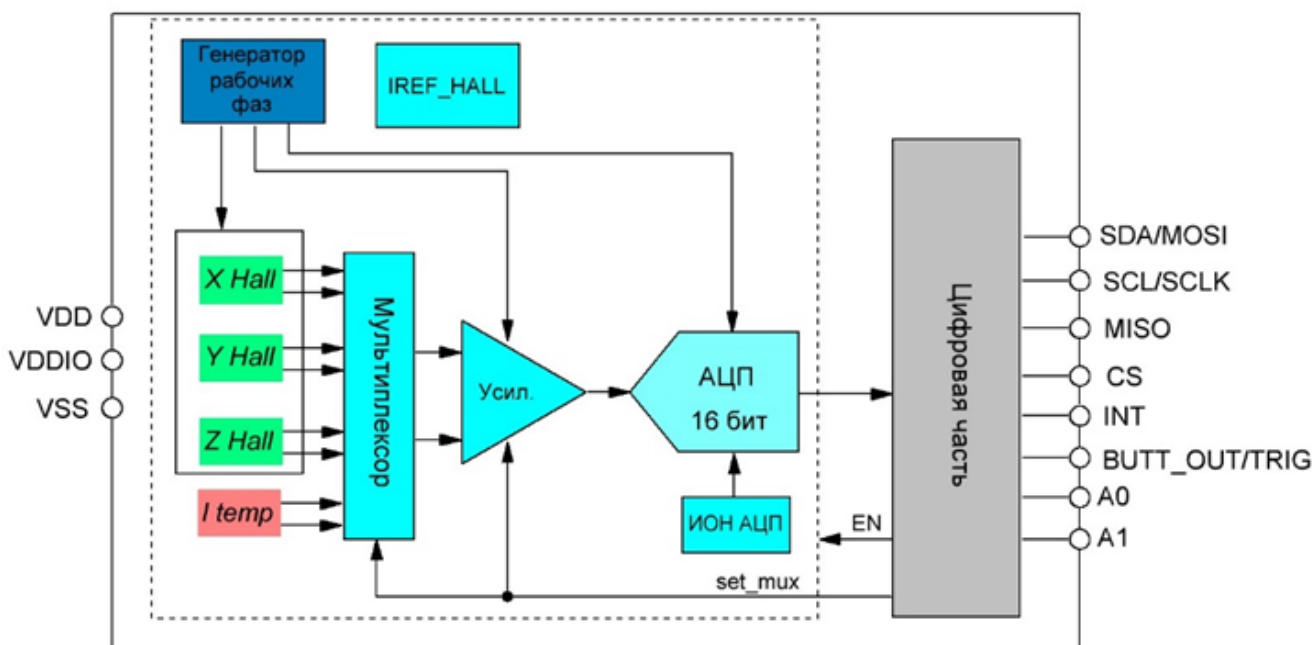 Генератор
рабочих
фаз
IREF_HALL
X Hall
Y Hall
Z Hall
I temp
Мультиплексор
Усил.
АЦП
16 бит
ИОН АЦП
EN
set_mux
Цифровая часть
VDD
VDDIO
VSS
SDA/MOSI
SCL/SCLK
MISO
CS
INT
BUTT_OUT/TRIG
A0
A1